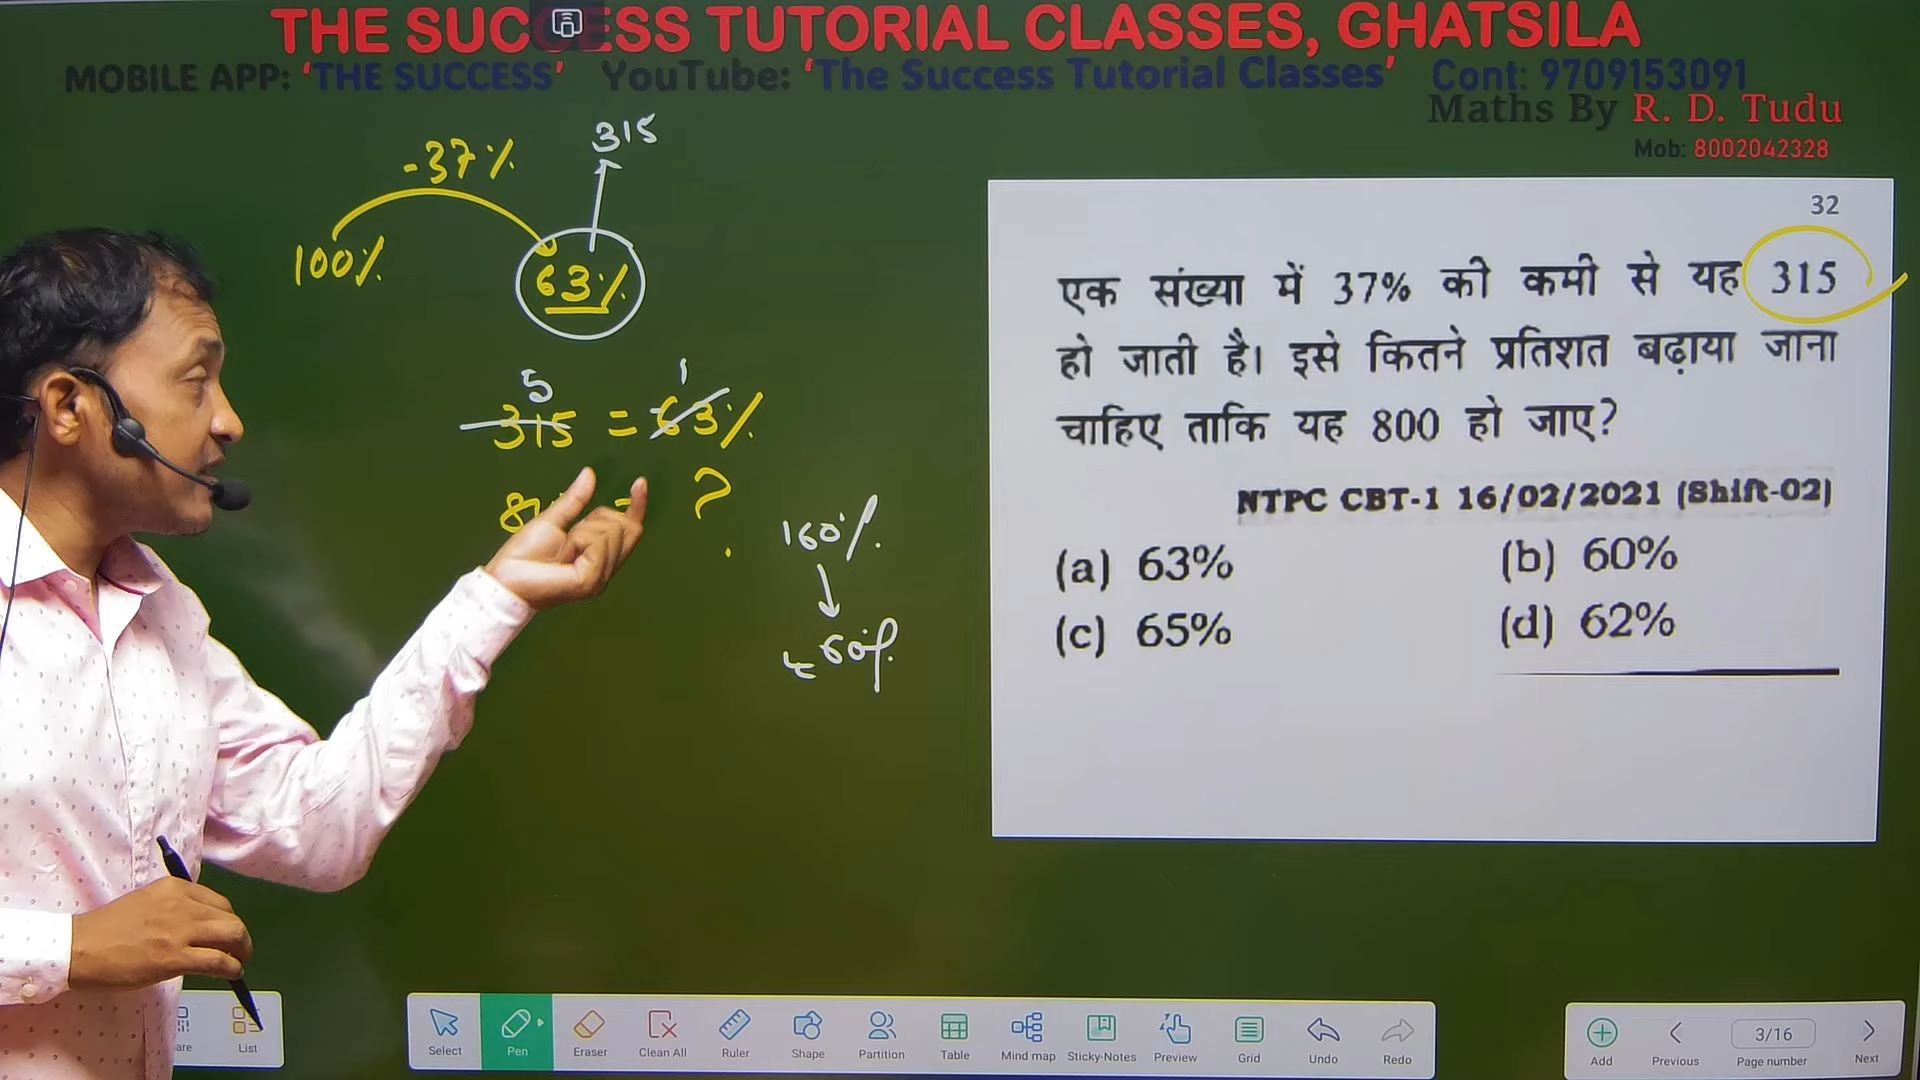 THE SUCCESS TUTORIAL CLASSES, GHATSILA
MOBILE APP: 'THE SUCCESS' YouTube: 'The Success Tutorial Classes' Cont: 9709153091
Maths By R. D. Tudu
Mob: 8002042328
-37%
315
100%
63%
5 1
315 = 63%
= ?
160%
60%
32
एक संख्या में 37% की कमी से यह 315
हो जाती है। इसे कितने प्रतिशत बढ़ाया जाना
चाहिए ताकि यह 800 हो जाए?
NTPC CBT-1 16/02/2021 (Shift-02)
(a) 63% (b) 60%
(c) 65% (d) 62%
List
Select Pen Eraser Clean All Ruler Shape Partition Table Mind map Sticky-Notes Preview Grid Undo Redo
Add Previous 3/16 Page number Next